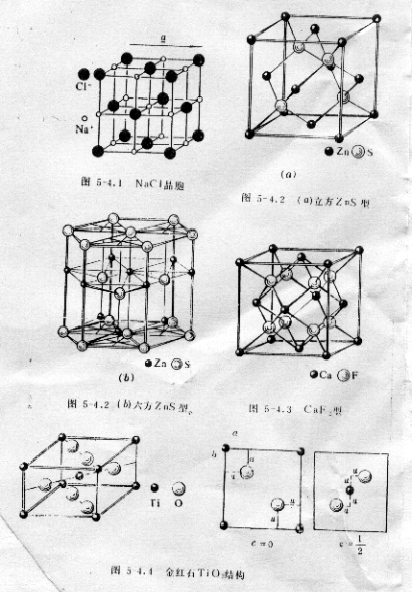 a
Cl⁻
Na⁺
图 5-4.1 NaCl晶胞
Zn S
(a)
图 5-4.2 (a)立方ZnS型
Zn S
(b)
图 5-4.2 (b)六方ZnS型。
Ca F
图 5-4.3 CaF₂型
Ti O
a
b
u
u
u
u
c=0
u
u
u
u
c=1/2
图 5-4.4 金红石TiO₂结构